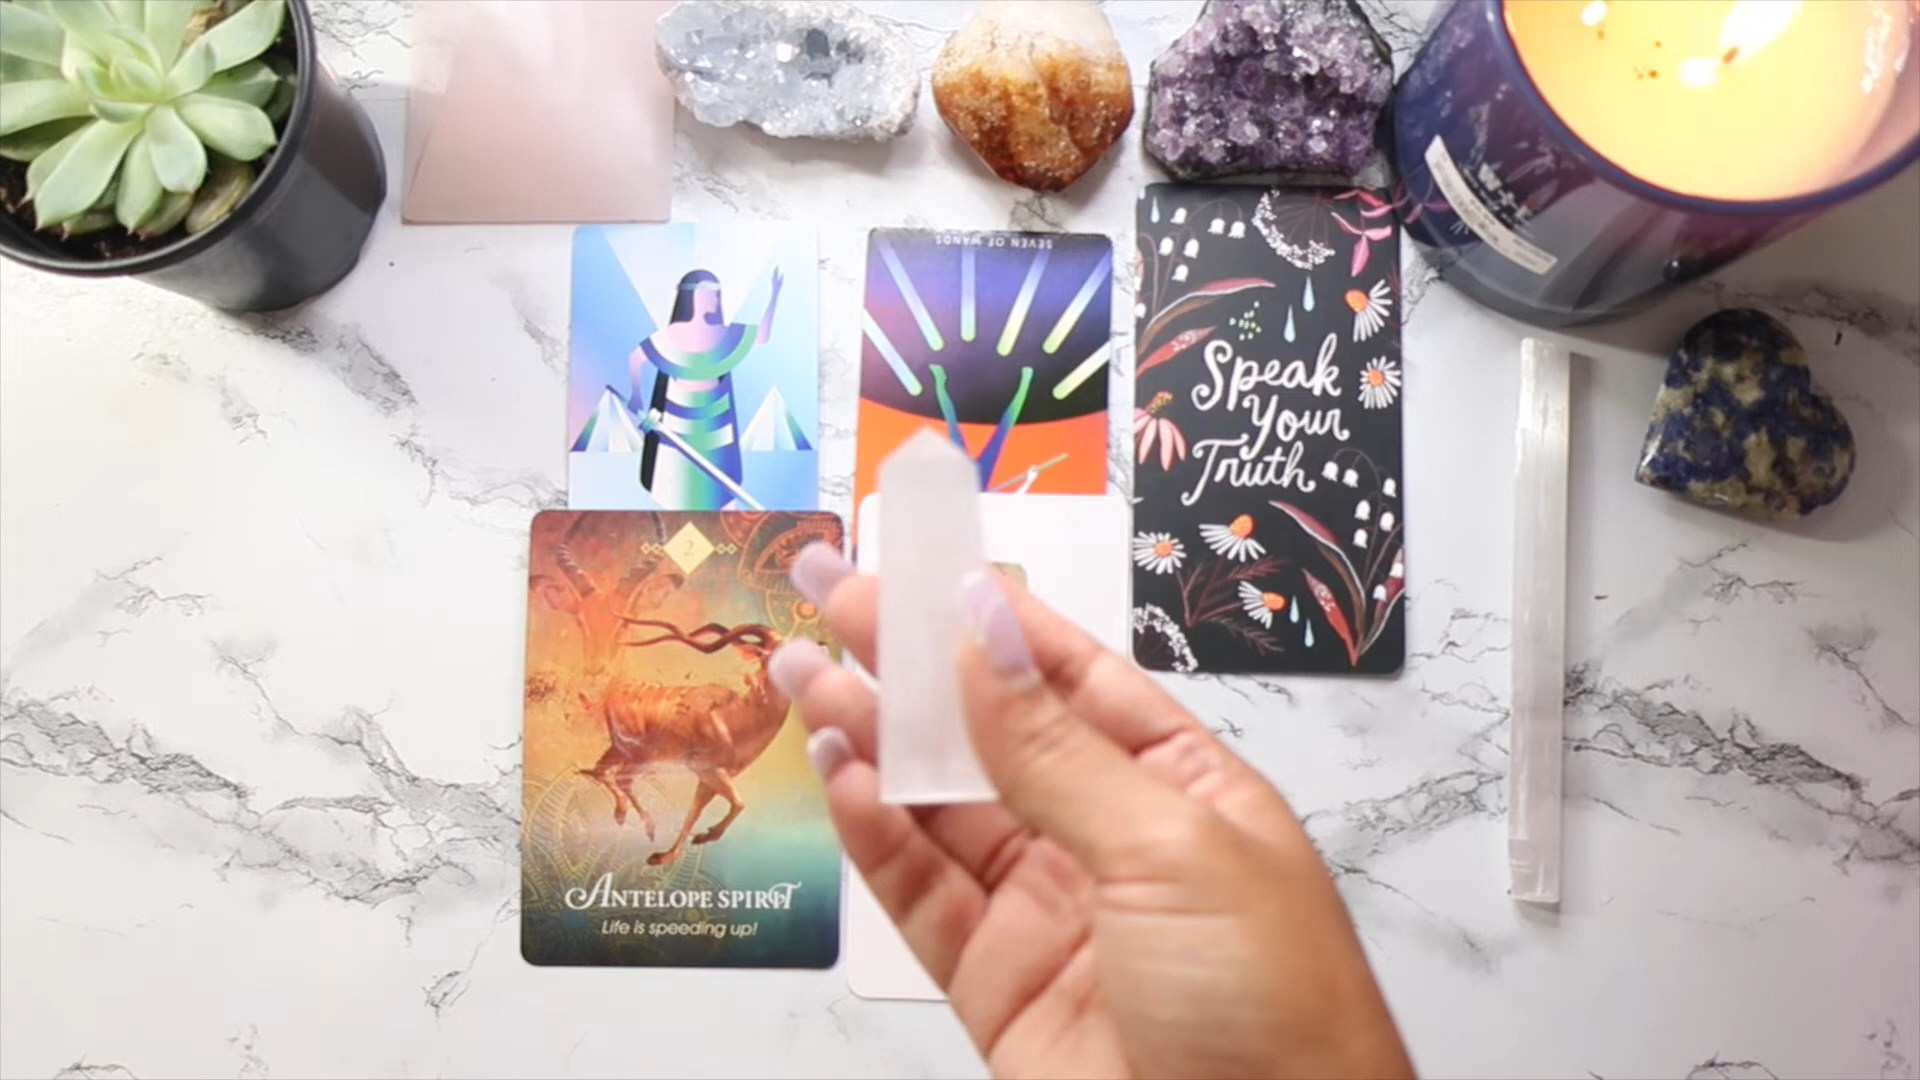 SEVEN OF WANDS
Speak
Your
Truth
2
ANTELOPE SPIRIT
Life is speeding up!